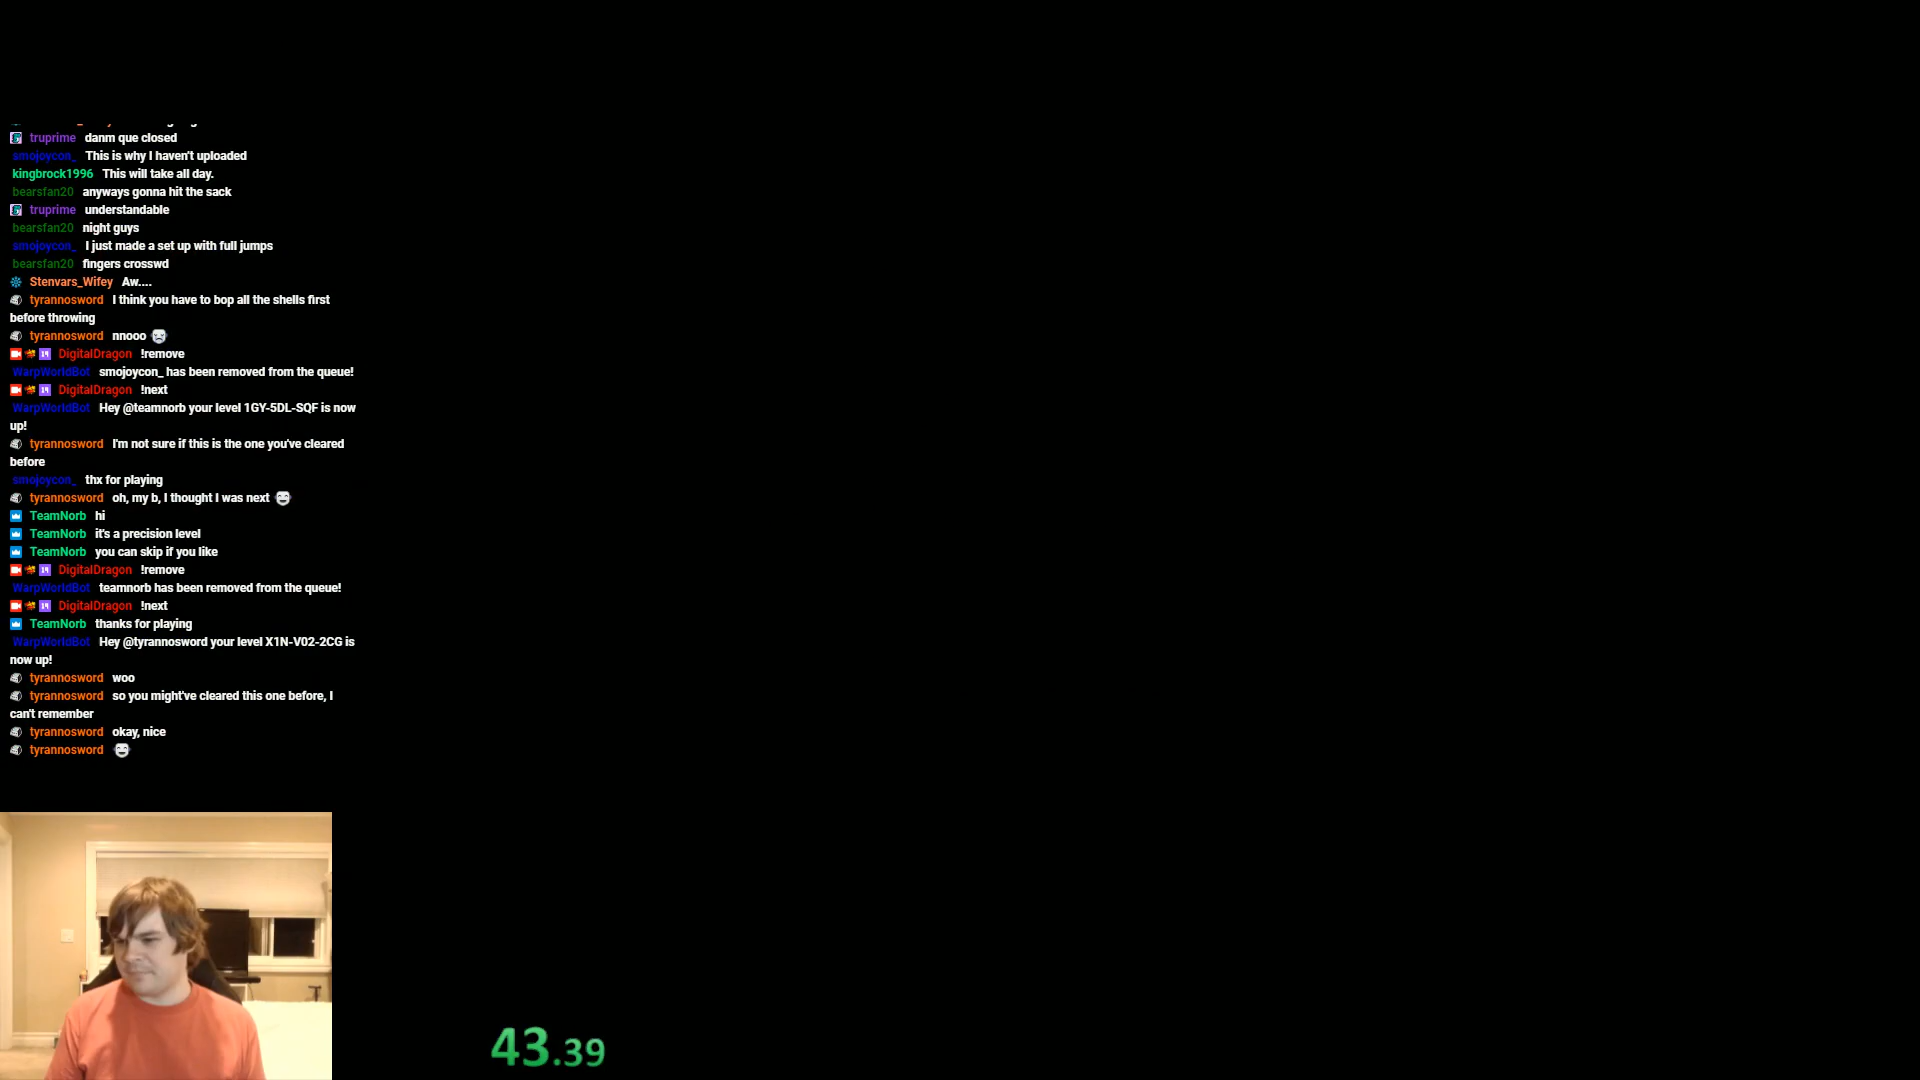 truprime danm que closed
smojoycon_ This is why I haven't uploaded
kingbrock1996 This will take all day.
bearsfan20 anyways gonna hit the sack
truprime understandable
bearsfan20 night guys
smojoycon_ I just made a set up with full jumps
bearsfan20 fingers crosswd
Stenvars_Wifey Aw....
tyrannosword I think you have to bop all the shells first
before throwing
tyrannosword nnooo
DigitalDragon !remove
WarpWorldBot smojoycon_ has been removed from the queue!
DigitalDragon !next
WarpWorldBot Hey @teamnorb your level 1GY-5DL-SQF is now
up!
tyrannosword I'm not sure if this is the one you've cleared
before
smojoycon_ thx for playing
tyrannosword oh, my b, I thought I was next
TeamNorb hi
TeamNorb it's a precision level
TeamNorb you can skip if you like
DigitalDragon !remove
WarpWorldBot teamnorb has been removed from the queue!
DigitalDragon !next
TeamNorb thanks for playing
WarpWorldBot Hey @tyrannosword your level X1N-V02-2CG is
now up!
tyrannosword woo
tyrannosword so you might've cleared this one before, I
can't remember
tyrannosword okay, nice
tyrannosword
43.39